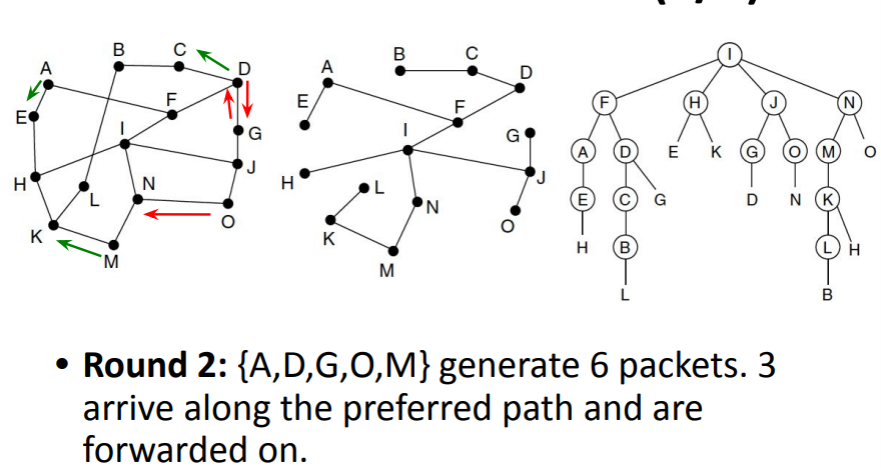 B C
A D
F
E G
I
H J
L N
K O
M
B C
A D
E F
I G
H L J
N
K O
M
I
F H J N
A D E K G O M O
E C G D N K
H B L H
L B
• Round 2: {A,D,G,O,M} generate 6 packets. 3
arrive along the preferred path and are
forwarded on.